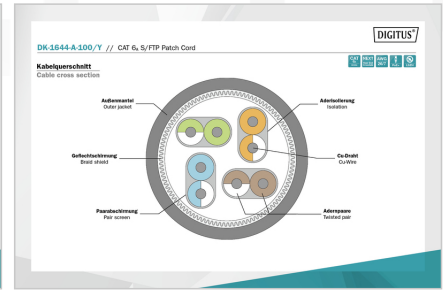 DIGITUS®
DK-1644-A-100/Y // CAT 6A S/FTP Patch Cord
Kabelquerschnitt
Cable cross section
Außenmantel
Outer jacket
Aderisolierung
Isolation
Geflechtschirmung
Braid shield
Cu-Draht
Cu-Wire
Paarabschirmung
Pair screen
Adernpaare
Twisted pair